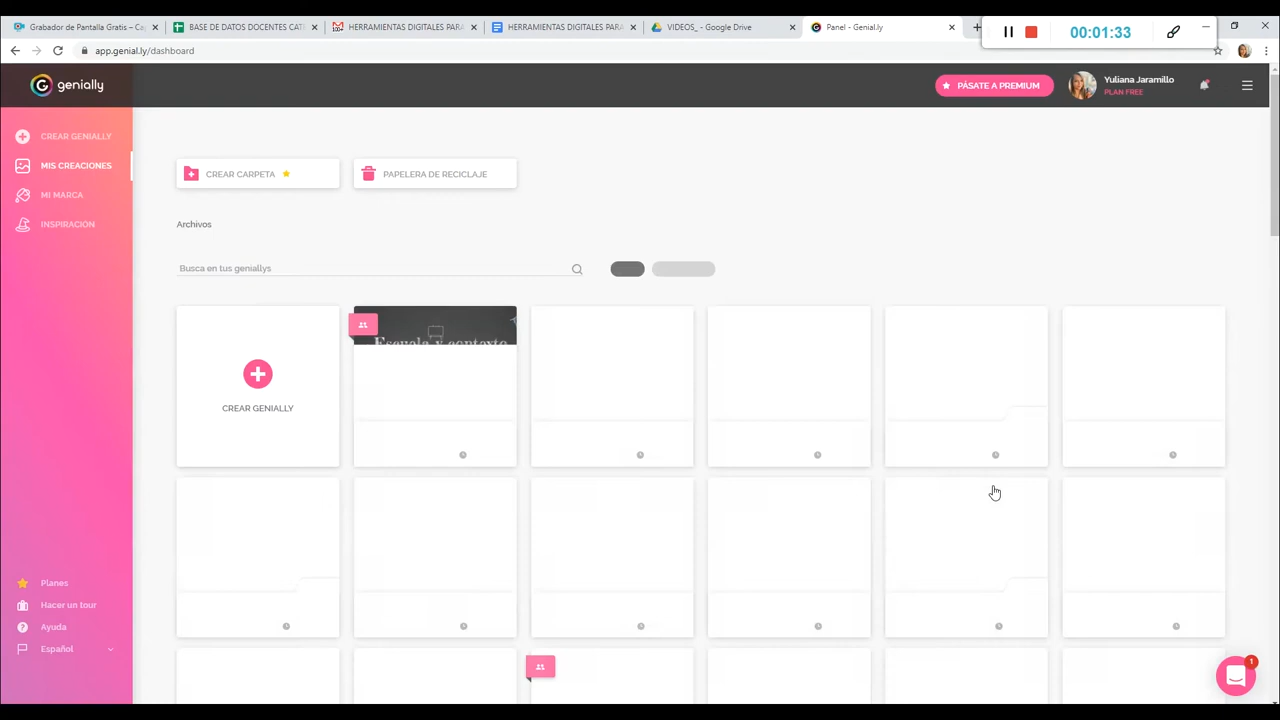 Grabador de Pantalla Gratis – Ca
BASE DE DATOS DOCENTES CAT
HERRAMIENTAS DIGITALES PARA
HERRAMIENTAS DIGITALES PARA
VIDEOS_ - Google Drive
Panel - Genial.ly
00:01:33
app.genial.ly/dashboard
genially
PÁSATE A PREMIUM
Yuliana Jaramillo
PLAN FREE
CREAR GENIALLY
MIS CREACIONES
MI MARCA
INSPIRACIÓN
CREAR CARPETA
PAPELERA DE RECICLAJE
Archivos
Busca en tus geniallys
Escuela y contexto
CREAR GENIALLY
Planes
Hacer un tour
Ayuda
Español
1